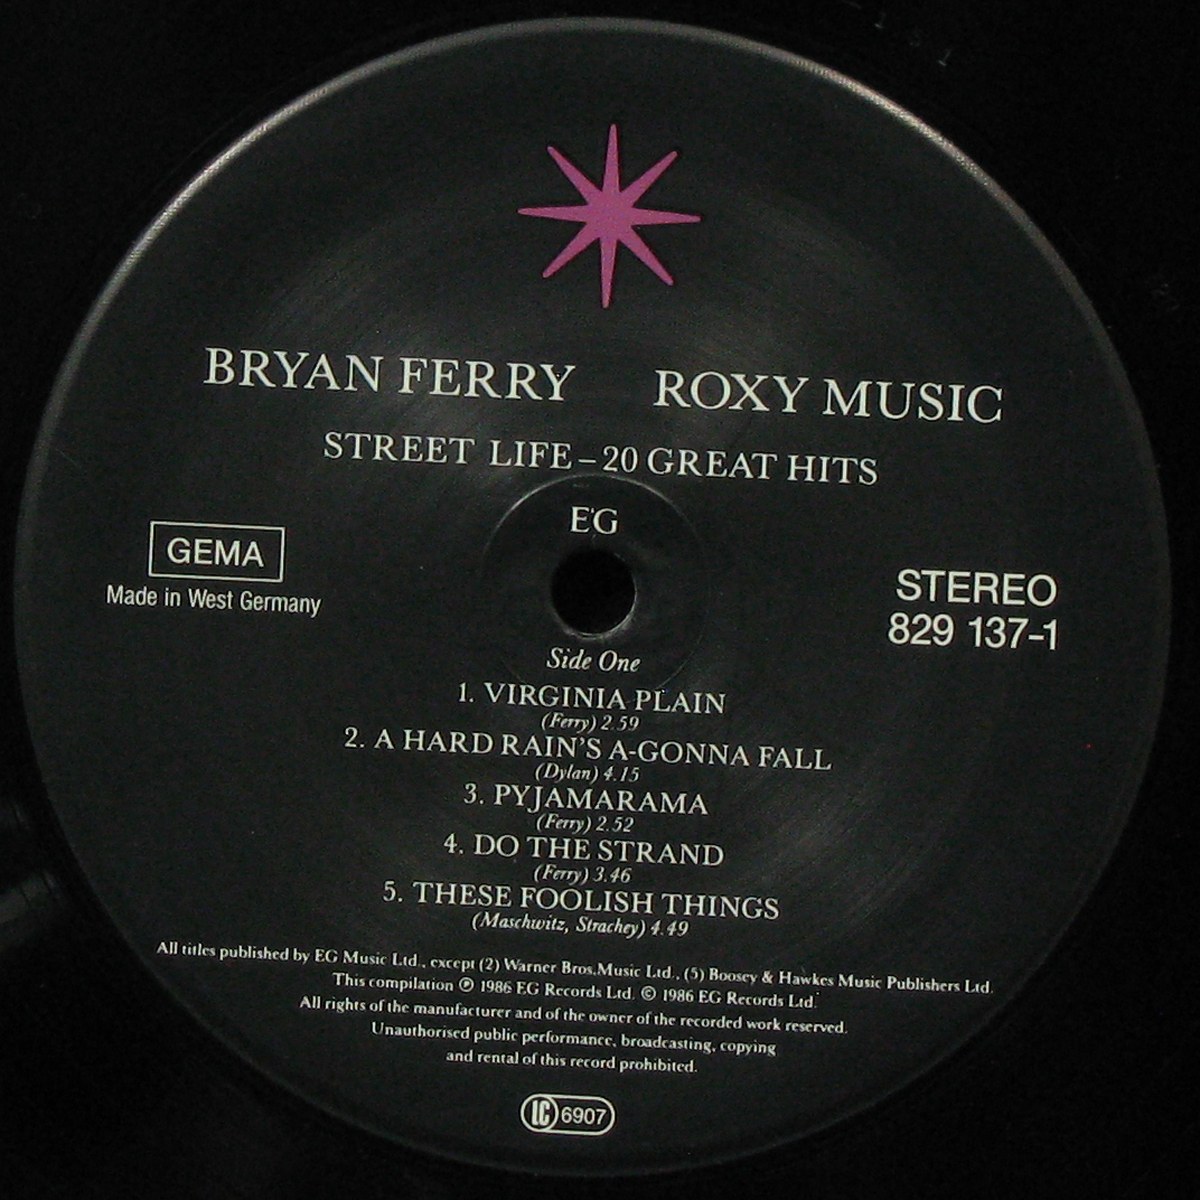 BRYAN FERRY ROXY MUSIC
STREET LIFE – 20 GREAT HITS
E'G
GEMA
Made in West Germany
STEREO
829 137-1
Side One
1. VIRGINIA PLAIN
(Ferry) 2.59
2. A HARD RAIN'S A-GONNA FALL
(Dylan) 4.15
3. PYJAMARAMA
(Ferry) 2.52
4. DO THE STRAND
(Ferry) 3.46
5. THESE FOOLISH THINGS
(Maschwitz, Strachey) 4.49
All titles published by EG Music Ltd., except (2) Warner Bros.Music Ltd., (5) Boosey & Hawkes Music Publishers Ltd.
This compilation ℗ 1986 EG Records Ltd. © 1986 EG Records Ltd.
All rights of the manufacturer and of the owner of the recorded work reserved.
Unauthorised public performance, broadcasting, copying
and rental of this record prohibited.
LC 6907